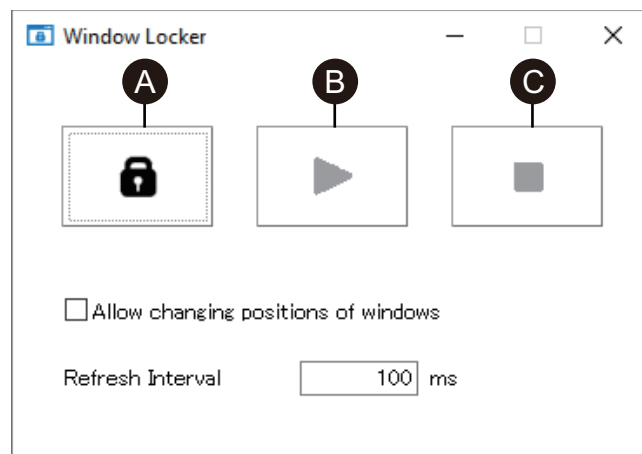 Window Locker
A B C
Allow changing positions of windows
Refresh Interval 100 ms